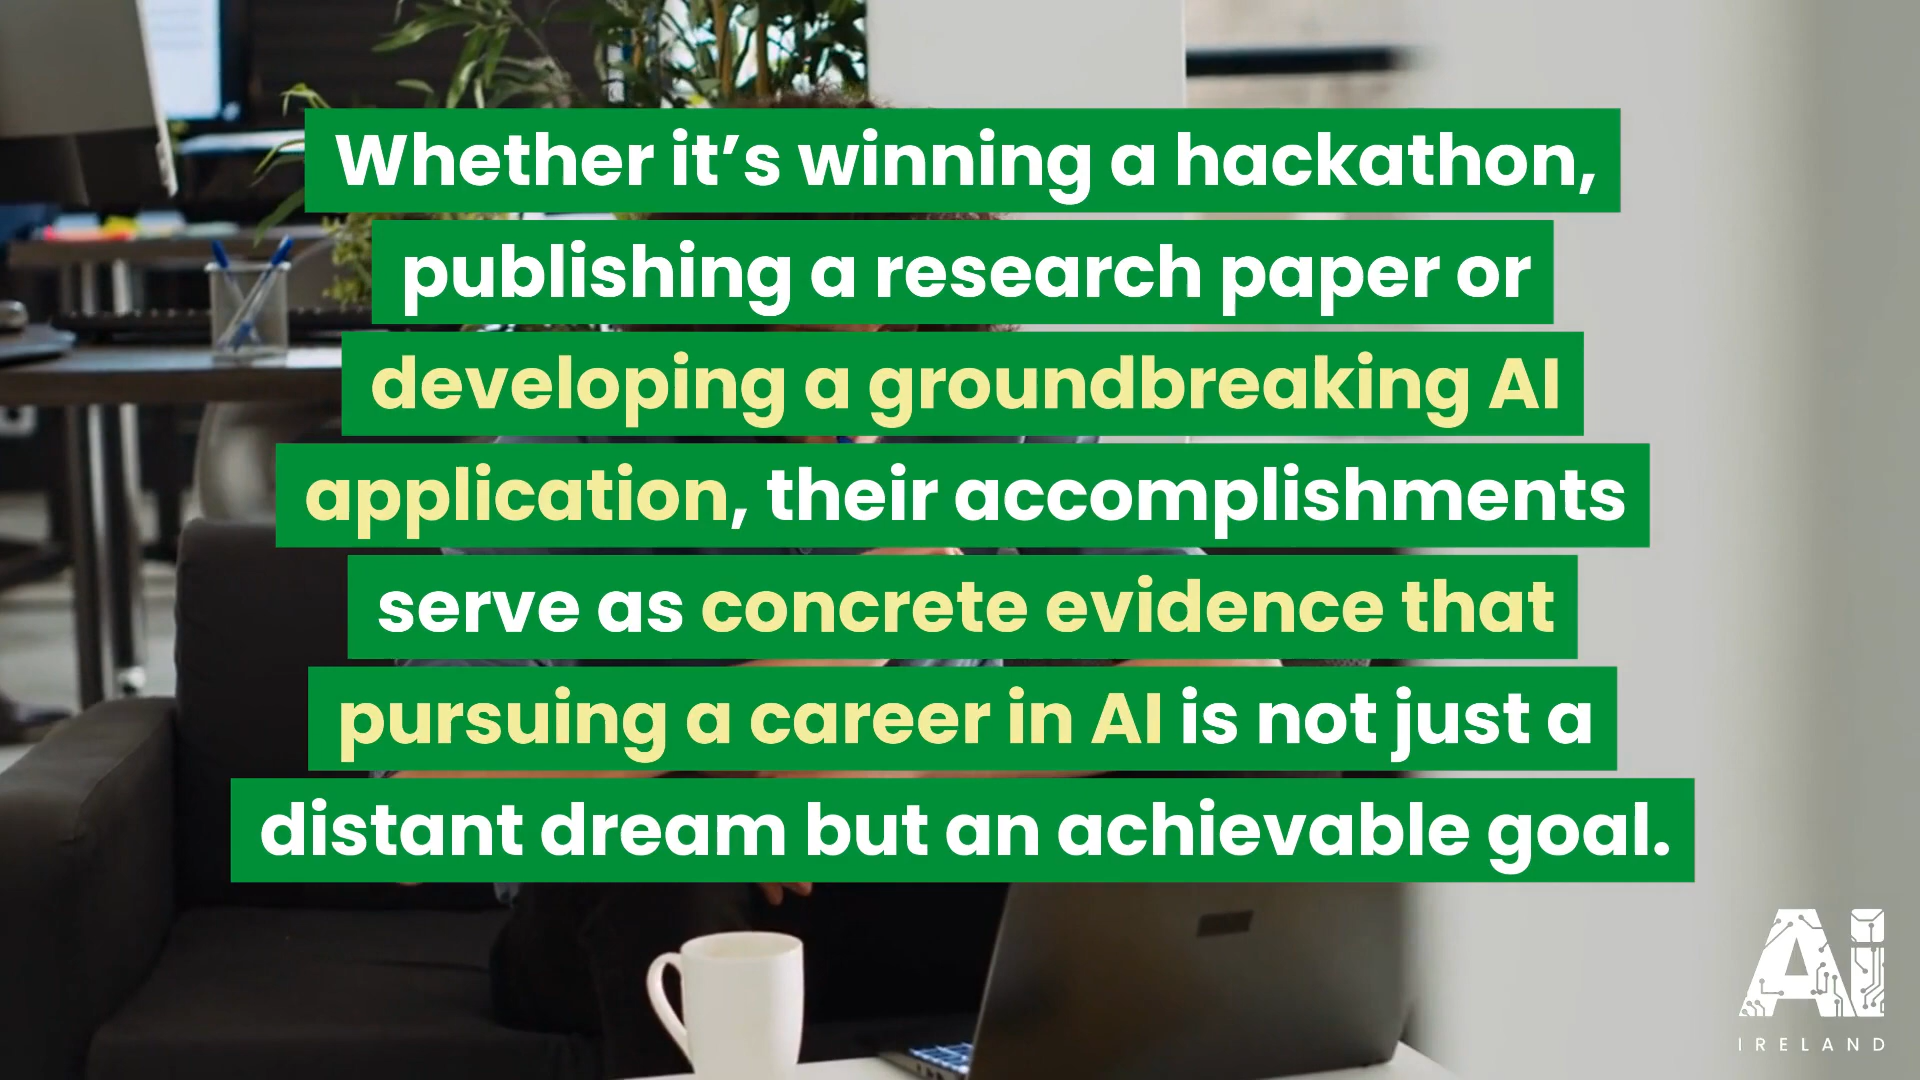 Whether it’s winning a hackathon,
publishing a research paper or
developing a groundbreaking AI
application, their accomplishments
serve as concrete evidence that
pursuing a career in AI is not just a
distant dream but an achievable goal.
Ai
IRELAND